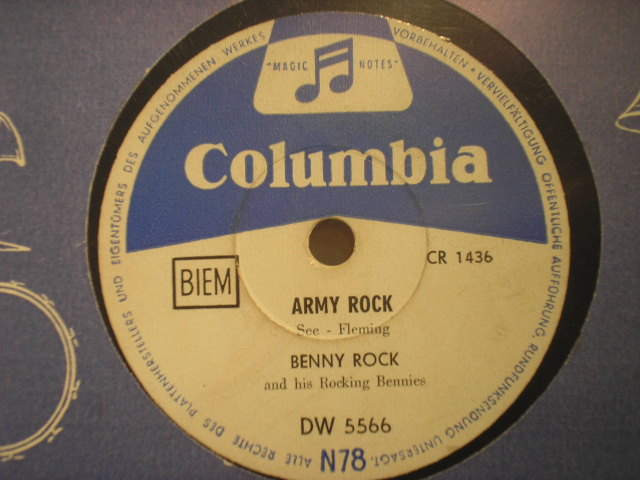 "MAGIC NOTES"
Columbia
CR 1436
BIEM
ARMY ROCK
See - Fleming
BENNY ROCK
and his Rocking Bennies
DW 5566
N78
ALLE RECHTE DES PLATTENHERSTELLERS UND EIGENTÜMERS DES AUFGENOMMENEN WERKES VORBEHALTEN • VERVIELFÄLTIGUNG ÖFFENTLICHE AUFFÜHRUNG, RUNDFUNKSENDUNG UNTERSAGT.